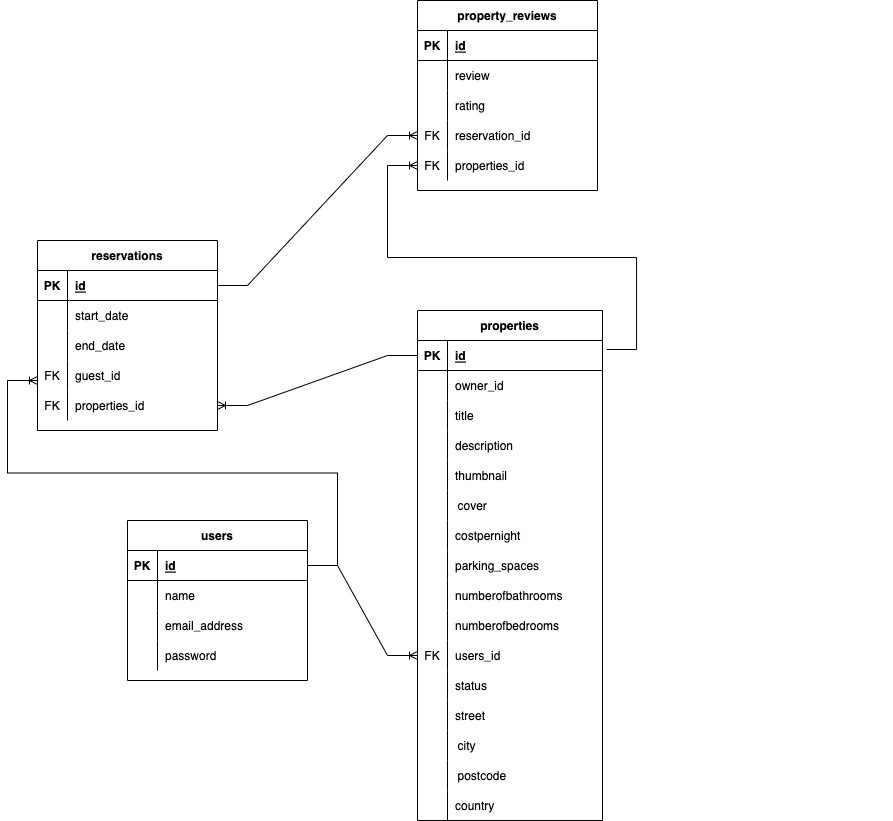 property_reviews
PK id
review
rating
FK reservation_id
FK properties_id
reservations
PK id
start_date
end_date
FK guest_id
FK properties_id
properties
PK id
owner_id
title
description
thumbnail
cover
costpernight
parking_spaces
numberofbathrooms
numberofbedrooms
FK users_id
status
street
city
postcode
country
users
PK id
name
email_address
password